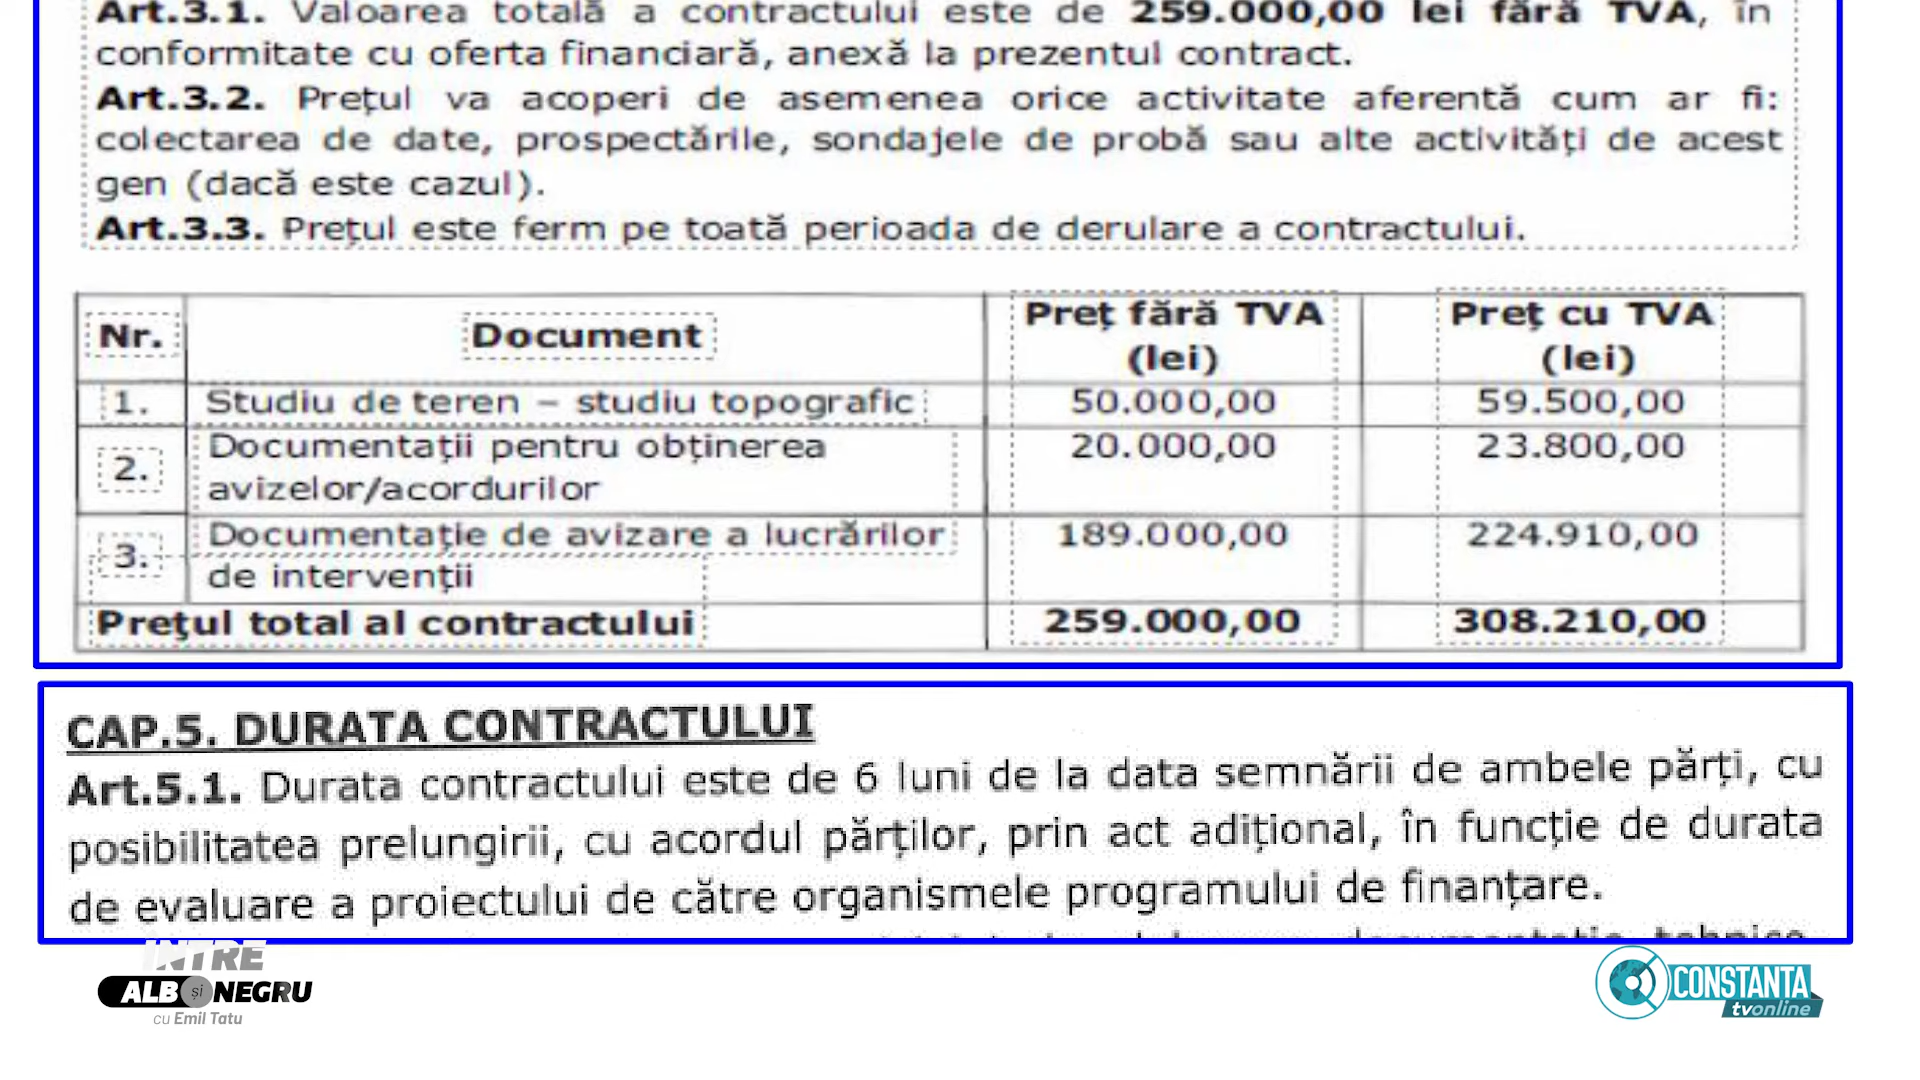 Art.3.1. Valoarea totală a contractului este de 259.000,00 lei fără TVA, în
conformitate cu oferta financiară, anexă la prezentul contract.
Art.3.2. Prețul va acoperi de asemenea orice activitate aferentă cum ar fi:
colectarea de date, prospectările, sondajele de probă sau alte activități de acest
gen (dacă este cazul).
Art.3.3. Prețul este ferm pe toată perioada de derulare a contractului.
Nr. Document Preț fără TVA (lei) Preț cu TVA (lei)
1. Studiu de teren – studiu topografic 50.000,00 59.500,00
2. Documentații pentru obținerea 20.000,00 23.800,00
avizelor/acordurilor
3. Documentație de avizare a lucrărilor 189.000,00 224.910,00
de intervenții
Prețul total al contractului 259.000,00 308.210,00
CAP.5. DURATA CONTRACTULUI
Art.5.1. Durata contractului este de 6 luni de la data semnării de ambele părți, cu
posibilitatea prelungirii, cu acordul părților, prin act adițional, în funcție de durata
de evaluare a proiectului de către organismele programului de finanțare.
INTRE
ALB și NEGRU
cu Emil Tatu
CONSTANTA
tvonline